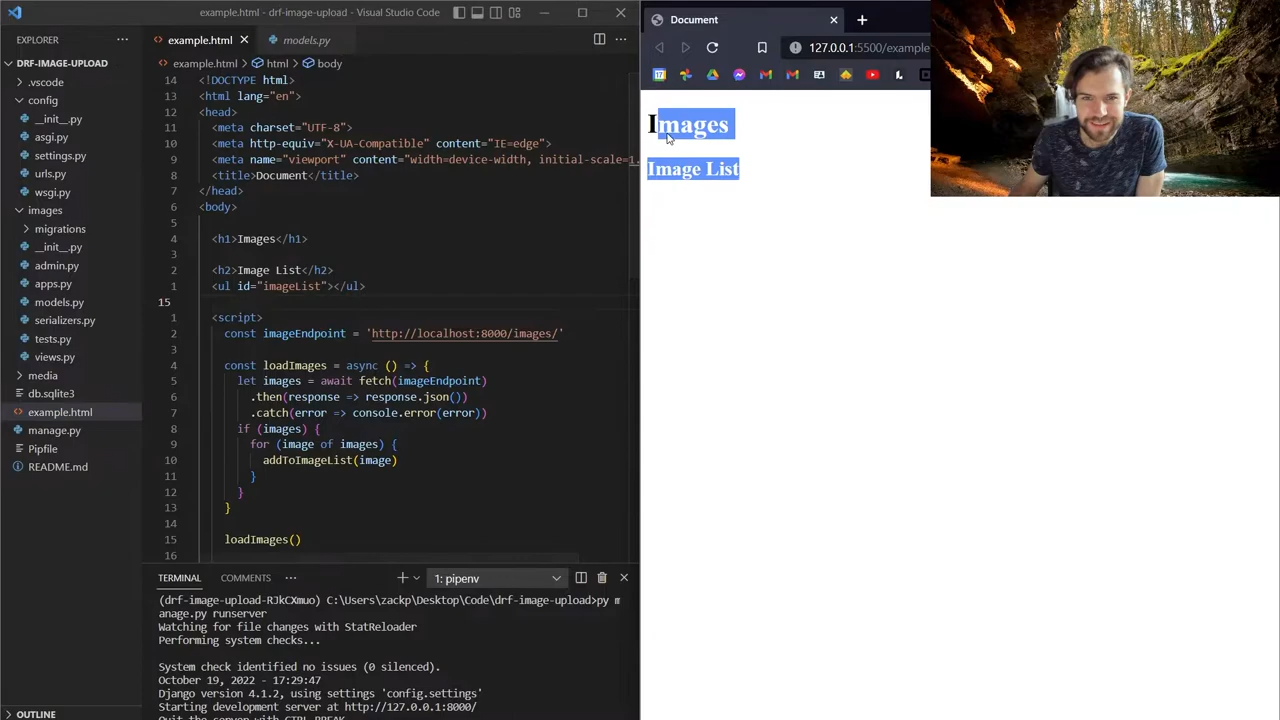 example.html - drf-image-upload - Visual Studio Code
EXPLORER
DRF-IMAGE-UPLOAD
.vscode
config
__init__.py
asgi.py
settings.py
urls.py
wsgi.py
images
migrations
__init__.py
admin.py
apps.py
models.py
serializers.py
tests.py
views.py
media
db.sqlite3
example.html
manage.py
Pipfile
README.md
OUTLINE
example.html
models.py
example.html > html > body
14 <!DOCTYPE html>
13 <html lang="en">
12 <head>
11 <meta charset="UTF-8">
10 <meta http-equiv="X-UA-Compatible" content="IE=edge">
9 <meta name="viewport" content="width=device-width, initial-scale=1.
8 <title>Document</title>
7 </head>
6 <body>
5
4 <h1>Images</h1>
3
2 <h2>Image List</h2>
1 <ul id="imageList"></ul>
15
1 <script>
2 const imageEndpoint = 'http://localhost:8000/images/'
3
4 const loadImages = async () => {
5 let images = await fetch(imageEndpoint)
6 .then(response => response.json())
7 .catch(error => console.error(error))
8 if (images) {
9 for (image of images) {
10 addToImageList(image)
11 }
12 }
13 }
14
15 loadImages()
16
TERMINAL
COMMENTS
1: pipenv
(drf-image-upload-RJkCXmuo) C:\Users\zackp\Desktop\Code\drf-image-upload>py m
anage.py runserver
Watching for file changes with StatReloader
Performing system checks...
System check identified no issues (0 silenced).
October 19, 2022 - 17:29:47
Django version 4.1.2, using settings 'config.settings'
Starting development server at http://127.0.0.1:8000/
Quit the server with CTRL-BREAK.
Document
127.0.0.1:5500/example
17
Images
Image List